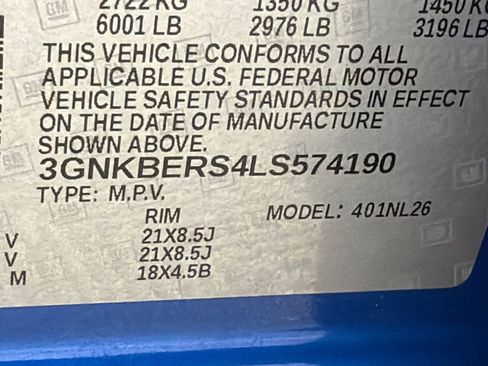 2722 KG 1350 KG 1450 KG
6001 LB 2976 LB 3196 LB
THIS VEHICLE CONFORMS TO ALL
APPLICABLE U.S. FEDERAL MOTOR
VEHICLE SAFETY STANDARDS IN EFFECT
ON THE DATE OF MANUFACTURE
SHOWN ABOVE.
3GNKBERS4LS574190
TYPE: M.P.V.
RIM MODEL: 401NL26
V 21X8.5J
V 21X8.5J
M 18X4.5B